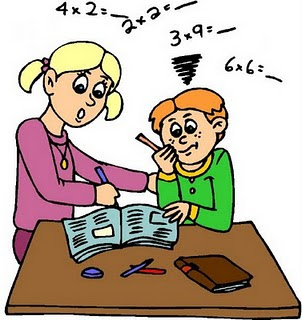 4 x 2 = _
2 x 2 = _
3 x 9 = _
6 x 6 = _